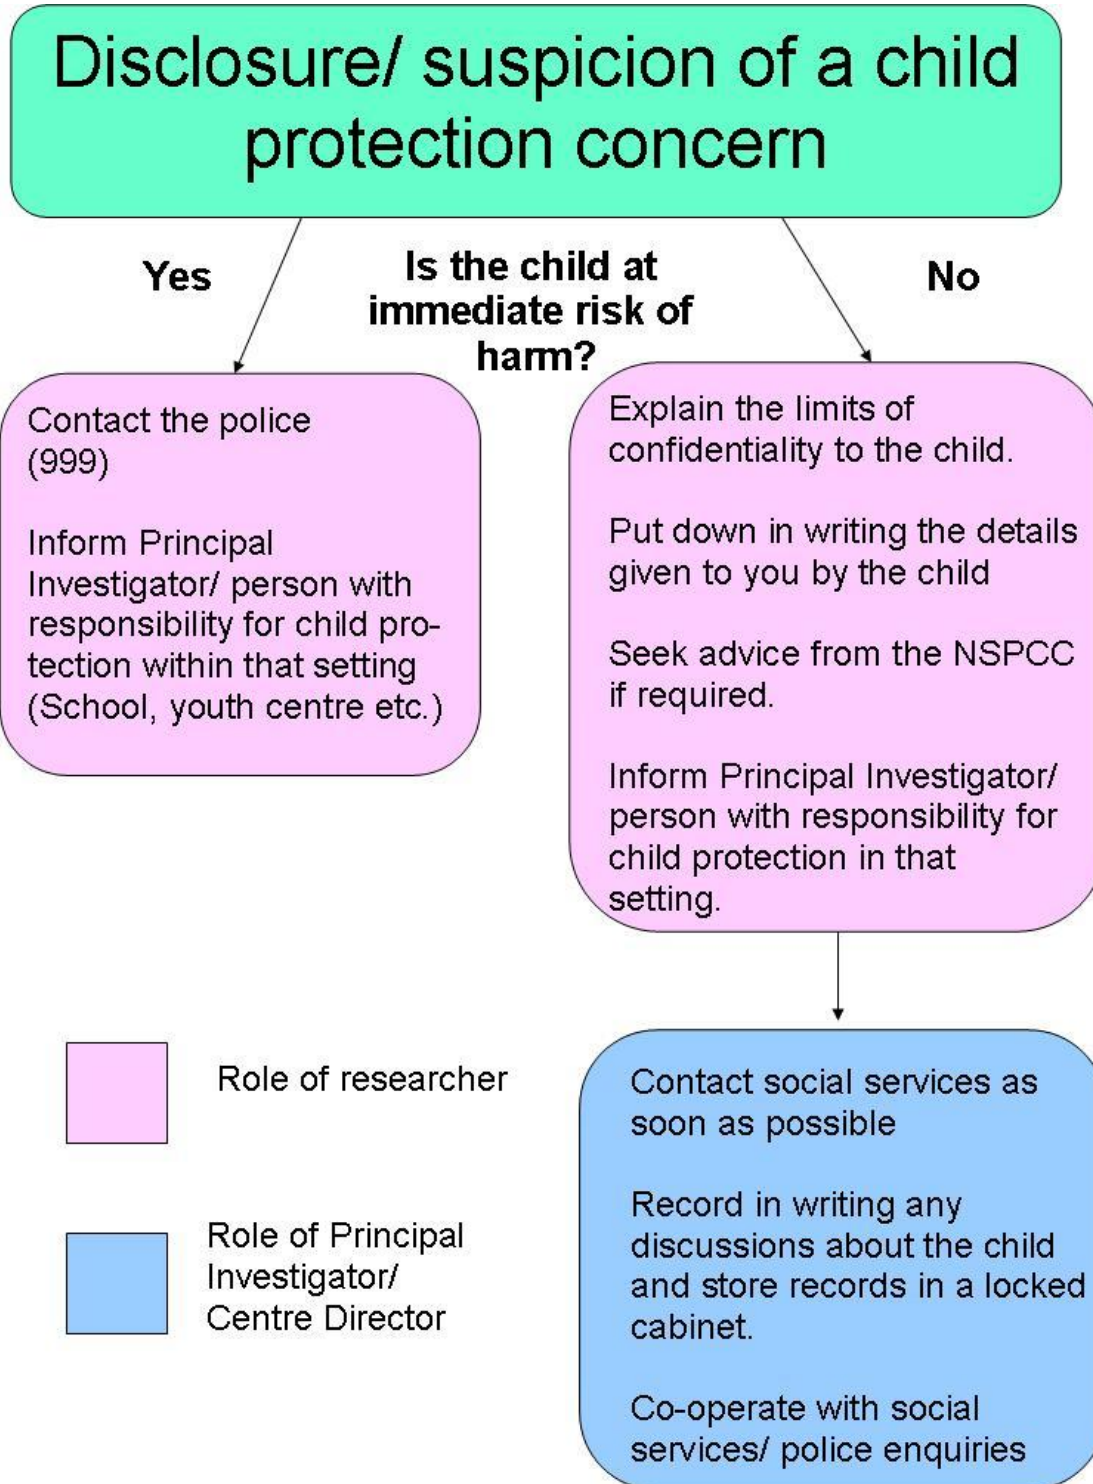 Disclosure/ suspicion of a child
protection concern
Yes
Is the child at
immediate risk of
harm?
No
Contact the police
(999)
Inform Principal
Investigator/ person with
responsibility for child pro-
tection within that setting
(School, youth centre etc.)
Explain the limits of
confidentiality to the child.
Put down in writing the details
given to you by the child
Seek advice from the NSPCC
if required.
Inform Principal Investigator/
person with responsibility for
child protection in that
setting.
Role of researcher
Role of Principal
Investigator/
Centre Director
Contact social services as
soon as possible
Record in writing any
discussions about the child
and store records in a locked
cabinet.
Co-operate with social
services/ police enquiries